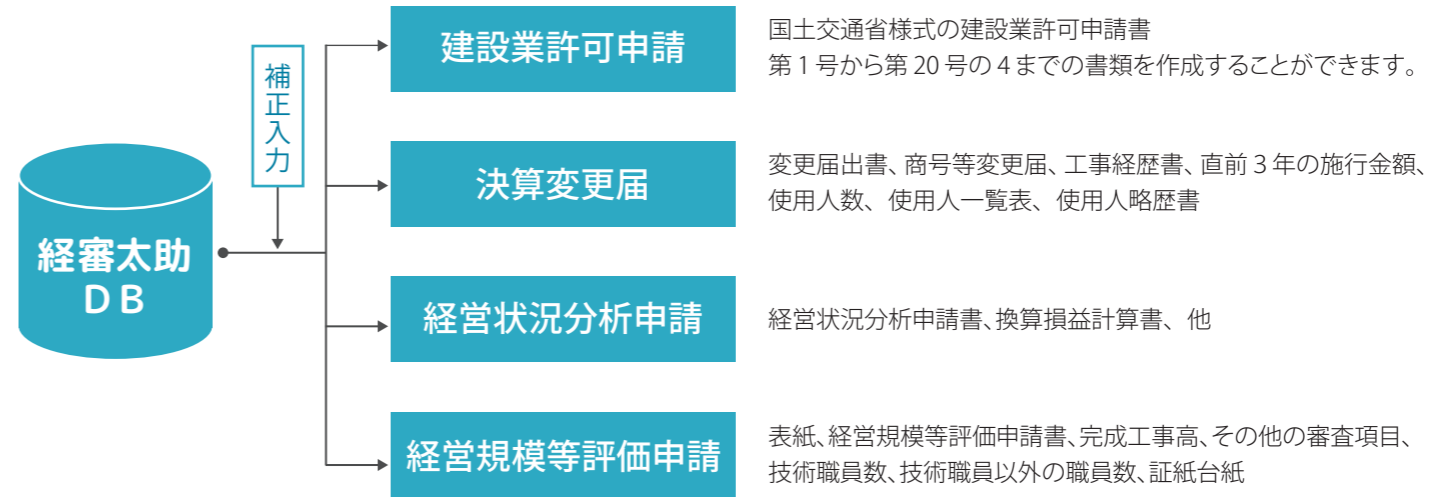 補正入力
経審太助
DB
建設業許可申請
国土交通省様式の建設業許可申請書
第1号から第20号の4までの書類を作成することができます。
決算変更届
変更届出書、商号等変更届、工事経歴書、直前3年の施行金額、
使用人数、使用人一覧表、使用人略歴書
経営状況分析申請
経営状況分析申請書、換算損益計算書、他
経営規模等評価申請
表紙、経営規模等評価申請書、完成工事高、その他の審査項目、
技術職員数、技術職員以外の職員数、証紙台紙